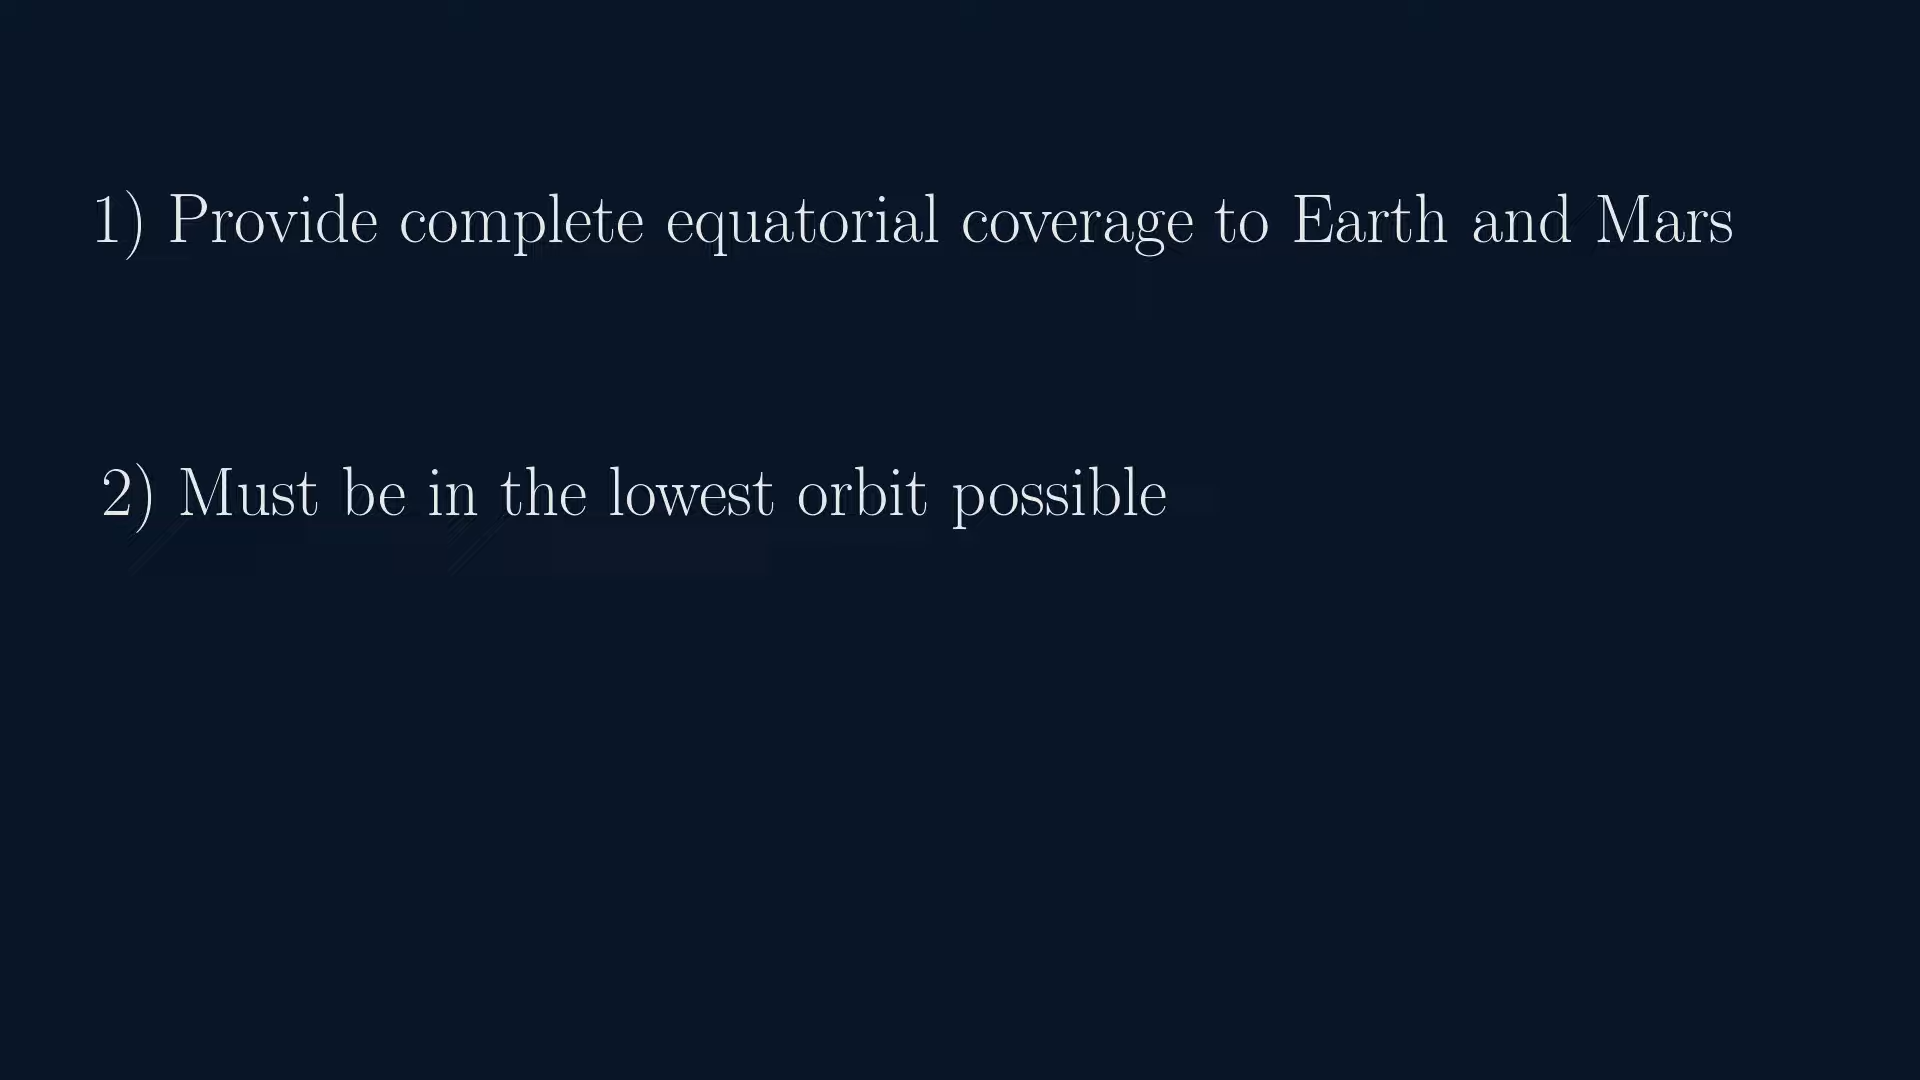 1) Provide complete equatorial coverage to Earth and Mars
2) Must be in the lowest orbit possible